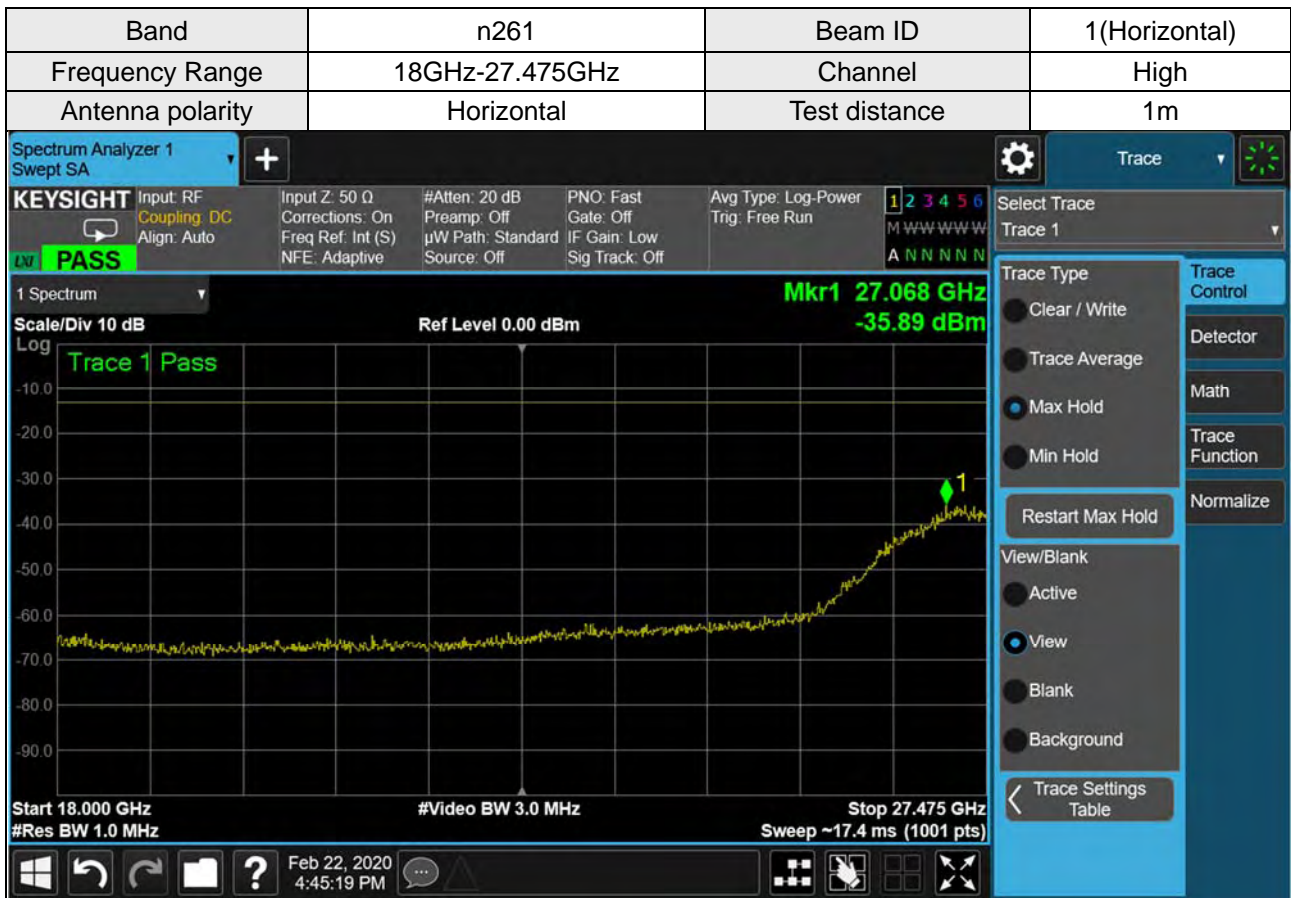 Band n261 Beam ID 1(Horizontal)
Frequency Range 18GHz-27.475GHz Channel High
Antenna polarity Horizontal Test distance 1m
Spectrum Analyzer 1
Swept SA
+
Trace
KEYSIGHT
Input: RF
Coupling: DC
Align: Auto
LXI PASS
Input Z: 50 Ω
Corrections: On
Freq Ref: Int (S)
NFE: Adaptive
#Atten: 20 dB
Preamp: Off
µW Path: Standard
Source: Off
PNO: Fast
Gate: Off
IF Gain: Low
Sig Track: Off
Avg Type: Log-Power
Trig: Free Run
1 2 3 4 5 6
M W W W W W
A N N N N N
Select Trace
Trace 1
1 Spectrum
Scale/Div 10 dB
Ref Level 0.00 dBm
Mkr1 27.068 GHz
-35.89 dBm
Log
Trace 1 Pass
-10.0
-20.0
-30.0
-40.0
-50.0
-60.0
-70.0
-80.0
-90.0
1
Start 18.000 GHz
#Res BW 1.0 MHz
#Video BW 3.0 MHz
Stop 27.475 GHz
Sweep ~17.4 ms (1001 pts)
Trace Type
Clear / Write
Trace Average
Max Hold
Min Hold
Restart Max Hold
View/Blank
Active
View
Blank
Background
Trace Settings
Table
Trace
Control
Detector
Math
Trace
Function
Normalize
?
Feb 22, 2020
4:45:19 PM